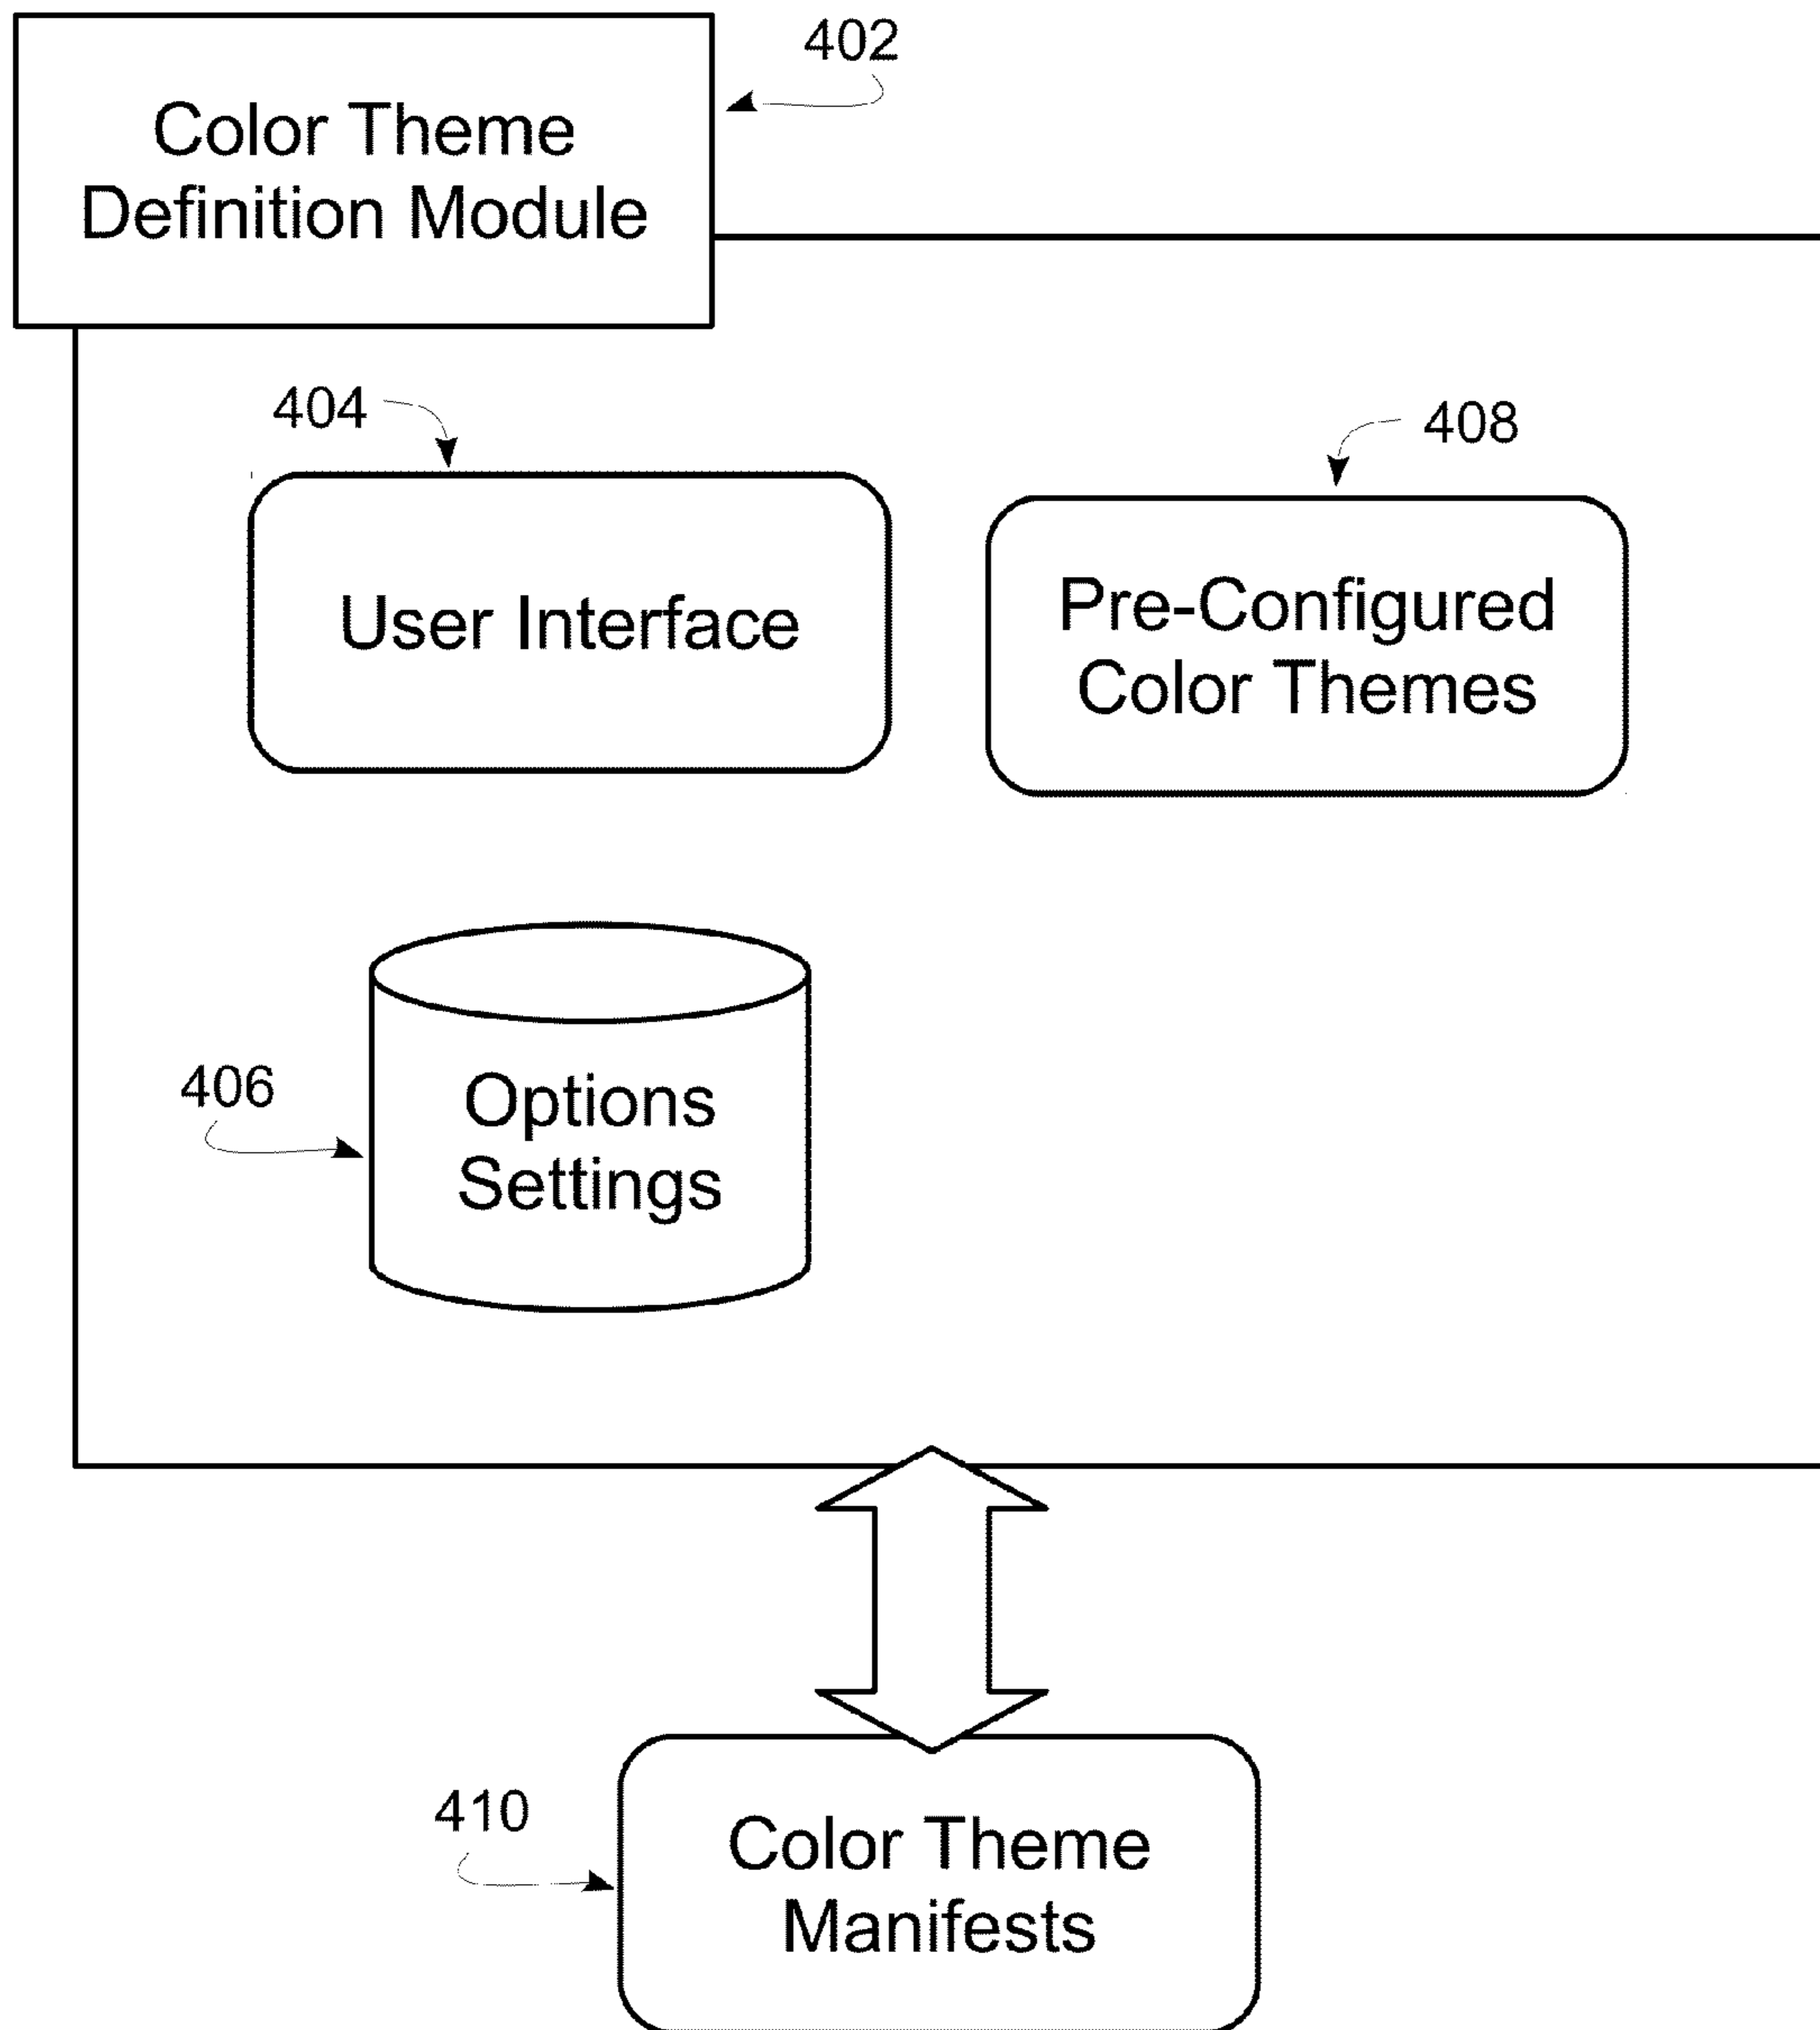 402
Color Theme
Definition Module
404
408
User Interface
Pre-Configured
Color Themes
406
Options
Settings
410
Color Theme
Manifests